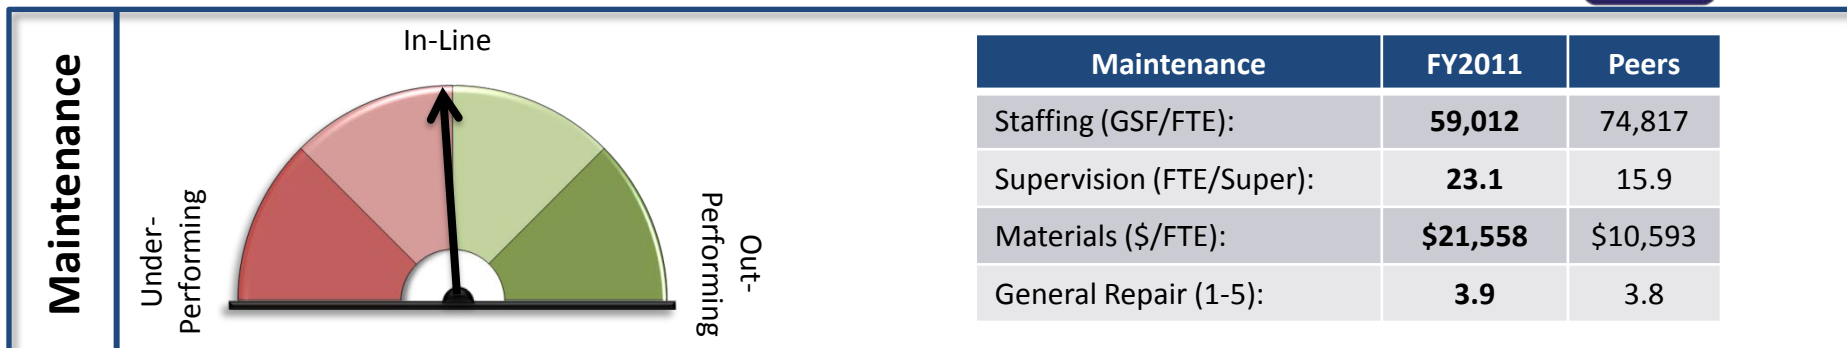 Maintenance
In-Line
Under-
Performing
Out-
Performing
Maintenance FY2011 Peers
Staffing (GSF/FTE): 59,012 74,817
Supervision (FTE/Super): 23.1 15.9
Materials ($/FTE): $21,558 $10,593
General Repair (1-5): 3.9 3.8